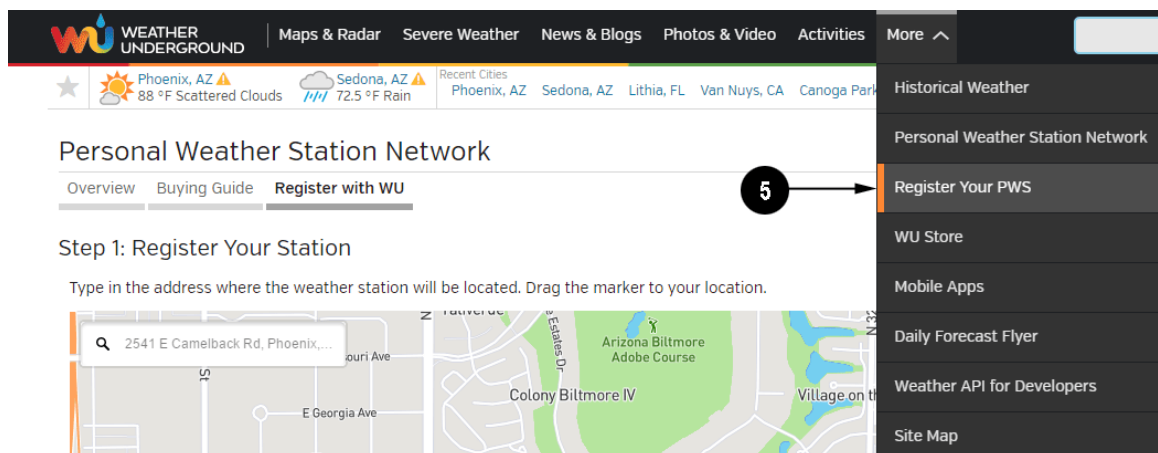 WEATHER UNDERGROUND
Maps & Radar Severe Weather News & Blogs Photos & Video Activities More
Phoenix, AZ
88 °F Scattered Clouds
Sedona, AZ
72.5 °F Rain
Recent Cities
Phoenix, AZ Sedona, AZ Lithia, FL Van Nuys, CA Canoga Park
Historical Weather
Personal Weather Station Network
Register Your PWS
WU Store
Mobile Apps
Daily Forecast Flyer
Weather API for Developers
Site Map
5
Personal Weather Station Network
Overview Buying Guide Register with WU
Step 1: Register Your Station
Type in the address where the weather station will be located. Drag the marker to your location.
2541 E Camelback Rd, Phoenix,...
ouri Ave
St
E Georgia Ave
N
e Estates Dr
Arizona Biltmore
Adobe Course
Colony Biltmore IV
Village on th
N 32